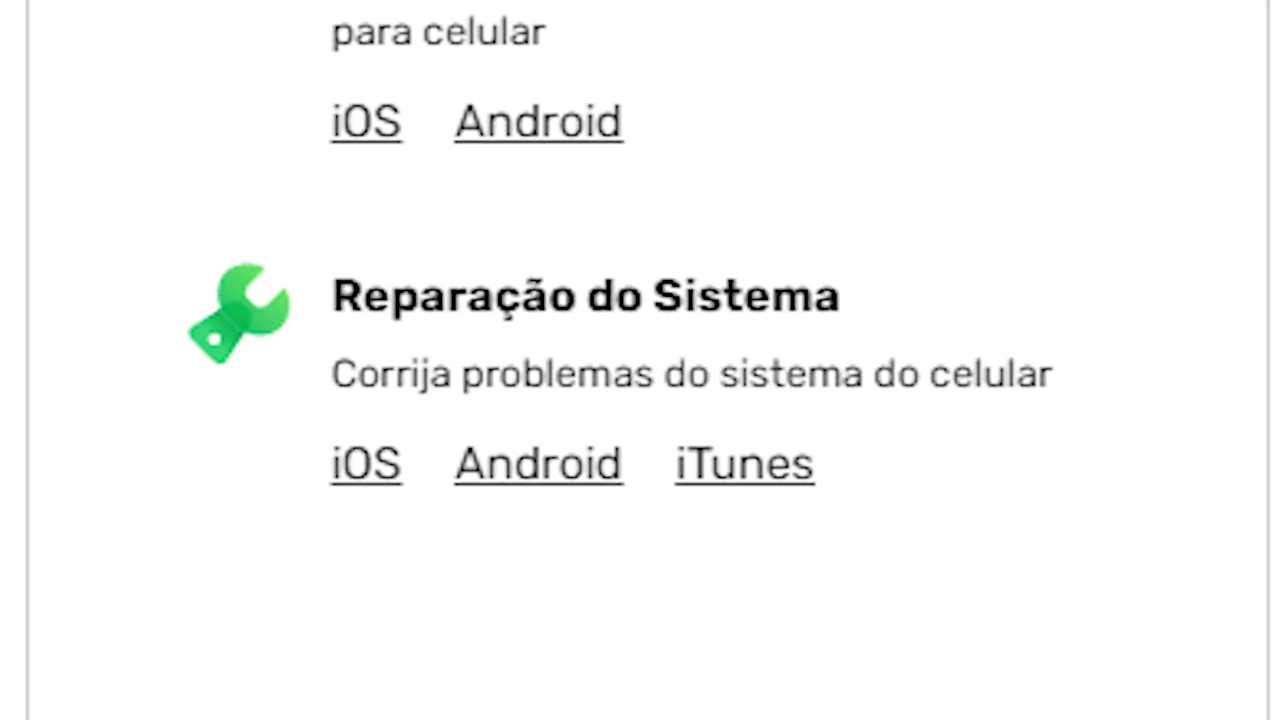 para celular
iOS Android
Reparação do Sistema
Corrija problemas do sistema do celular
iOS Android iTunes